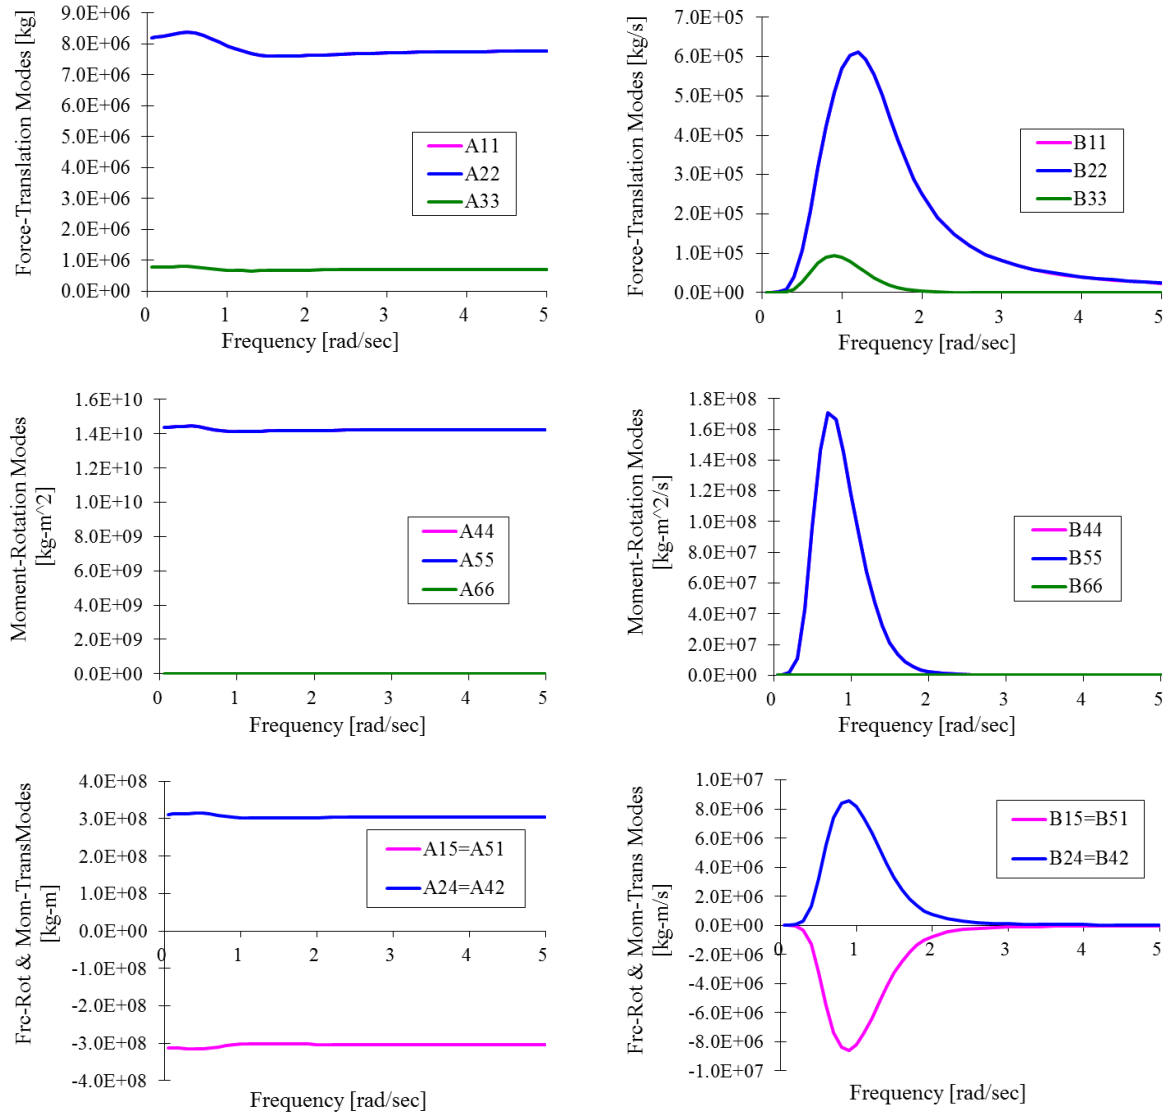 Force-Translation Modes [kg]
9.0E+06
8.0E+06
7.0E+06
6.0E+06
5.0E+06
4.0E+06
3.0E+06
2.0E+06
1.0E+06
0.0E+00
A11
A22
A33
0 1 2 3 4 5
Frequency [rad/sec]
Force-Translation Modes [kg/s]
7.0E+05
6.0E+05
5.0E+05
4.0E+05
3.0E+05
2.0E+05
1.0E+05
0.0E+00
B11
B22
B33
0 1 2 3 4 5
Frequency [rad/sec]
Moment-Rotation Modes
[kg-m^2]
1.6E+10
1.4E+10
1.2E+10
1.0E+10
8.0E+09
6.0E+09
4.0E+09
2.0E+09
0.0E+00
A44
A55
A66
0 1 2 3 4 5
Frequency [rad/sec]
Moment-Rotation Modes
[kg-m^2/s]
1.8E+08
1.6E+08
1.4E+08
1.2E+08
1.0E+08
8.0E+07
6.0E+07
4.0E+07
2.0E+07
0.0E+00
B44
B55
B66
0 1 2 3 4 5
Frequency [rad/sec]
Frc-Rot & Mom-TransModes
[kg-m]
4.0E+08
3.0E+08
2.0E+08
1.0E+08
0.0E+00
-1.0E+08
-2.0E+08
-3.0E+08
-4.0E+08
A15=A51
A24=A42
0 1 2 3 4 5
Frequency [rad/sec]
Frc-Rot & Mom-Trans Modes
[kg-m/s]
1.0E+07
8.0E+06
6.0E+06
4.0E+06
2.0E+06
0.0E+00
-2.0E+06
-4.0E+06
-6.0E+06
-8.0E+06
-1.0E+07
B15=B51
B24=B42
0 1 2 3 4 5
Frequency [rad/sec]